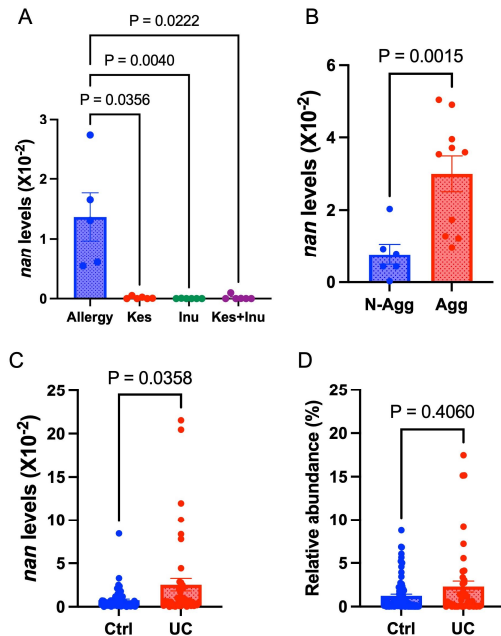 A
P = 0.0222
P = 0.0040
P = 0.0356
nan levels (X10-2)
3
2
1
0
Allergy Kes Inu Kes+Inu
B
P = 0.0015
nan levels (X10-2)
6
4
2
0
N-Agg Agg
C
P = 0.0358
nan levels (X10-2)
25
20
15
10
5
0
Ctrl UC
D
P = 0.4060
Relative abundance (%)
25
20
15
10
5
0
Ctrl UC